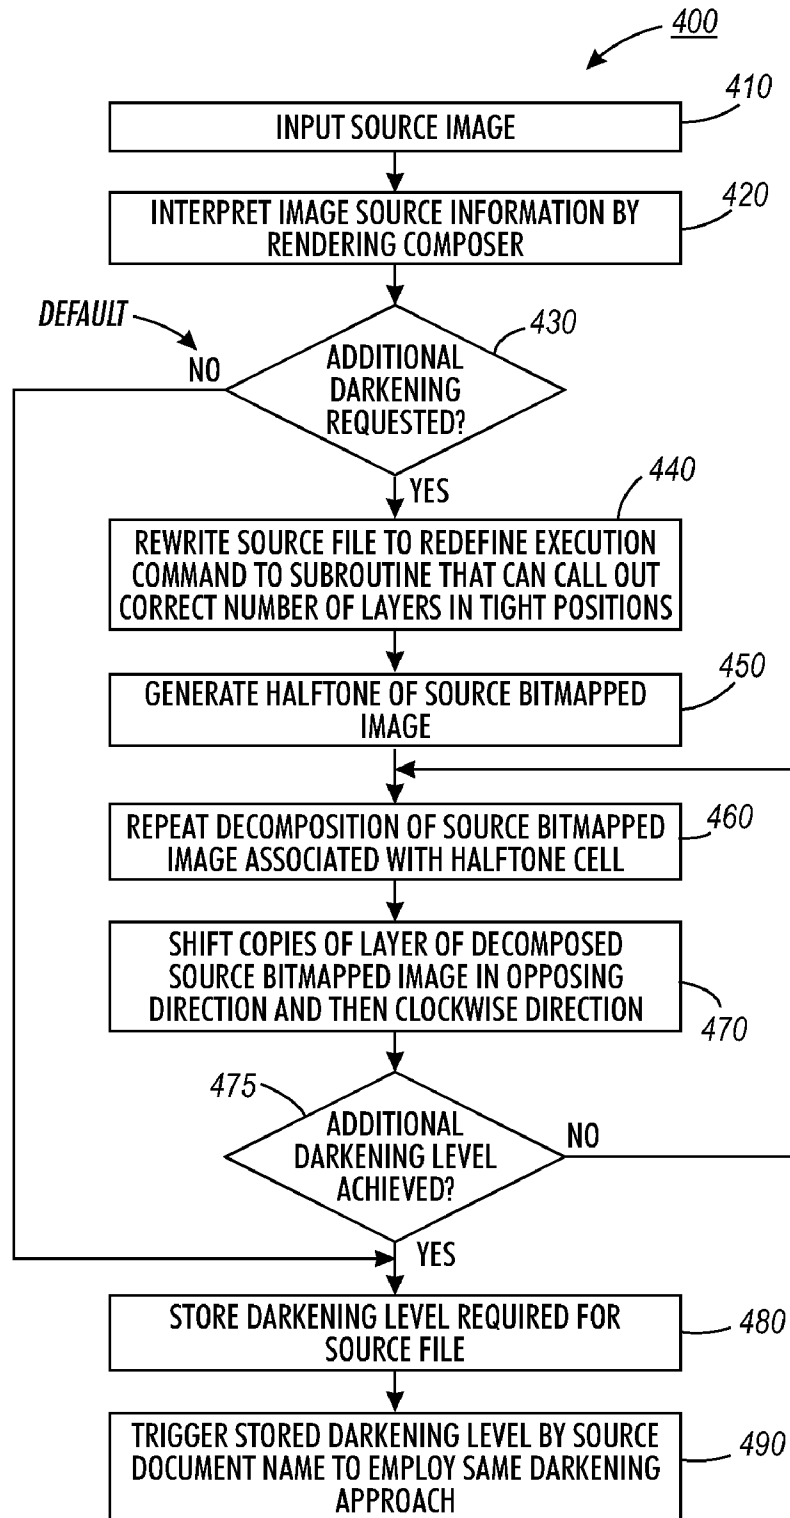 400
410
INPUT SOURCE IMAGE
420
INTERPRET IMAGE SOURCE INFORMATION BY
RENDERING COMPOSER
DEFAULT
430
NO
ADDITIONAL
DARKENING
REQUESTED?
YES
440
REWRITE SOURCE FILE TO REDEFINE EXECUTION
COMMAND TO SUBROUTINE THAT CAN CALL OUT
CORRECT NUMBER OF LAYERS IN TIGHT POSITIONS
450
GENERATE HALFTONE OF SOURCE BITMAPPED
IMAGE
460
REPEAT DECOMPOSITION OF SOURCE BITMAPPED
IMAGE ASSOCIATED WITH HALFTONE CELL
SHIFT COPIES OF LAYER OF DECOMPOSED
SOURCE BITMAPPED IMAGE IN OPPOSING
DIRECTION AND THEN CLOCKWISE DIRECTION
470
475
ADDITIONAL
DARKENING LEVEL
ACHIEVED?
NO
YES
STORE DARKENING LEVEL REQUIRED FOR
SOURCE FILE
480
TRIGGER STORED DARKENING LEVEL BY SOURCE
DOCUMENT NAME TO EMPLOY SAME DARKENING
APPROACH
490